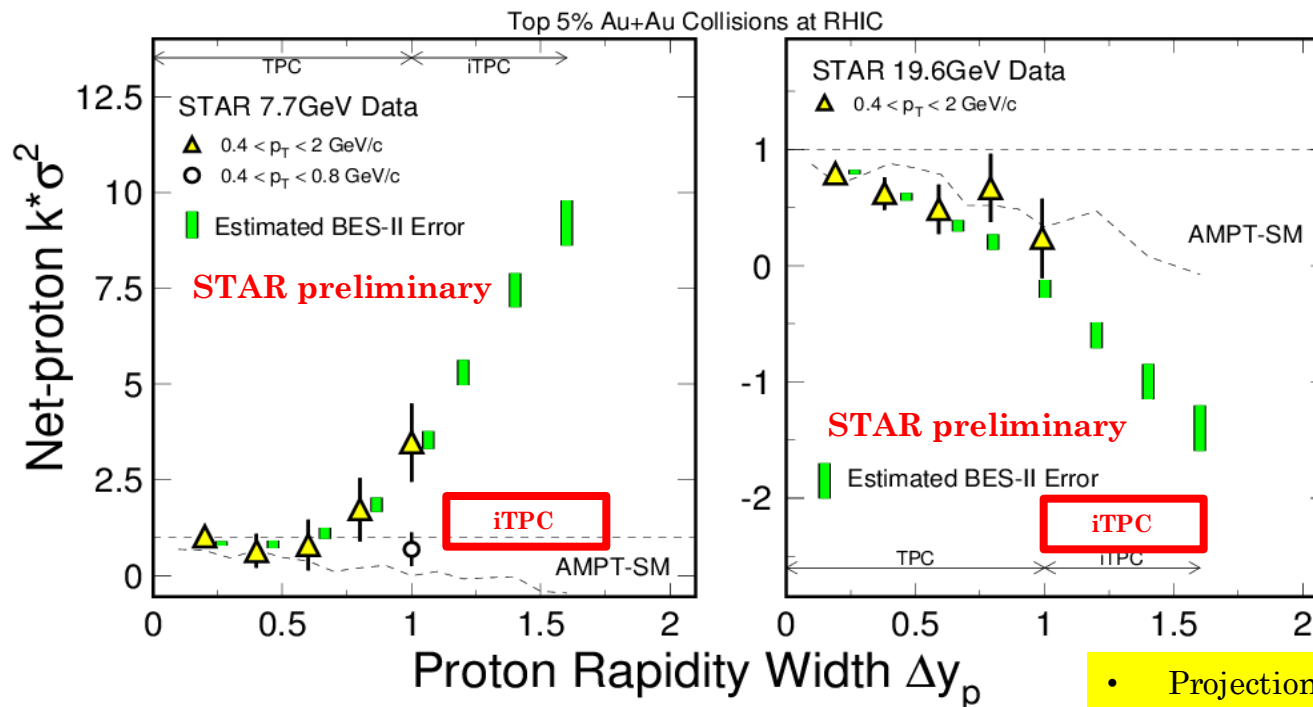 Top 5% Au+Au Collisions at RHIC
Net-proton k*σ²
TPC
iTPC
12.5
10
7.5
5
2.5
0
STAR 7.7GeV Data
0.4 < p_T < 2 GeV/c
0.4 < p_T < 0.8 GeV/c
Estimated BES-II Error
STAR preliminary
iTPC
AMPT-SM
0 0.5 1 1.5 2
STAR 19.6GeV Data
0.4 < p_T < 2 GeV/c
1
0
-1
-2
AMPT-SM
STAR preliminary
Estimated BES-II Error
iTPC
TPC
iTPC
0 0.5 1 1.5 2
Proton Rapidity Width Δy_p
• Projection